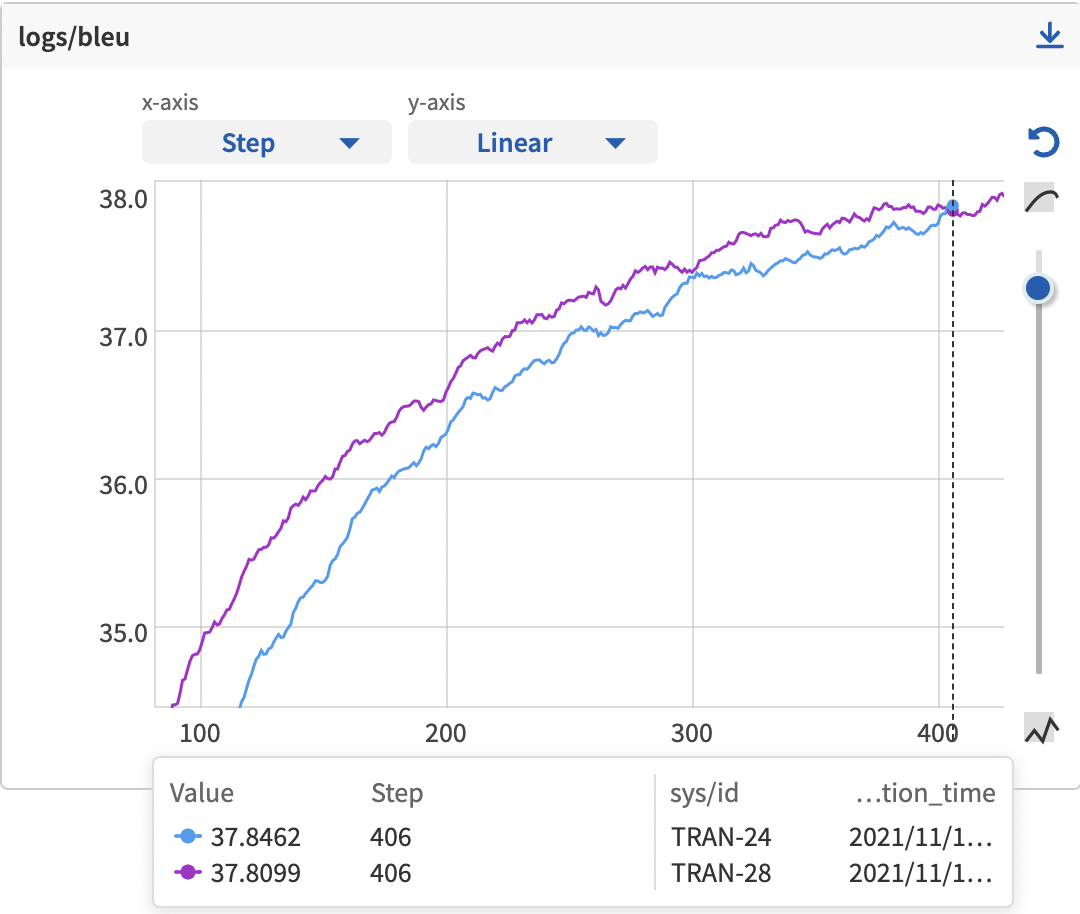 logs/bleu
x-axis y-axis
Step Linear
38.0
37.0
36.0
35.0
100 200 300 400
Value Step sys/id ...tion_time
37.8462 406 TRAN-24 2021/11/1...
37.8099 406 TRAN-28 2021/11/1...